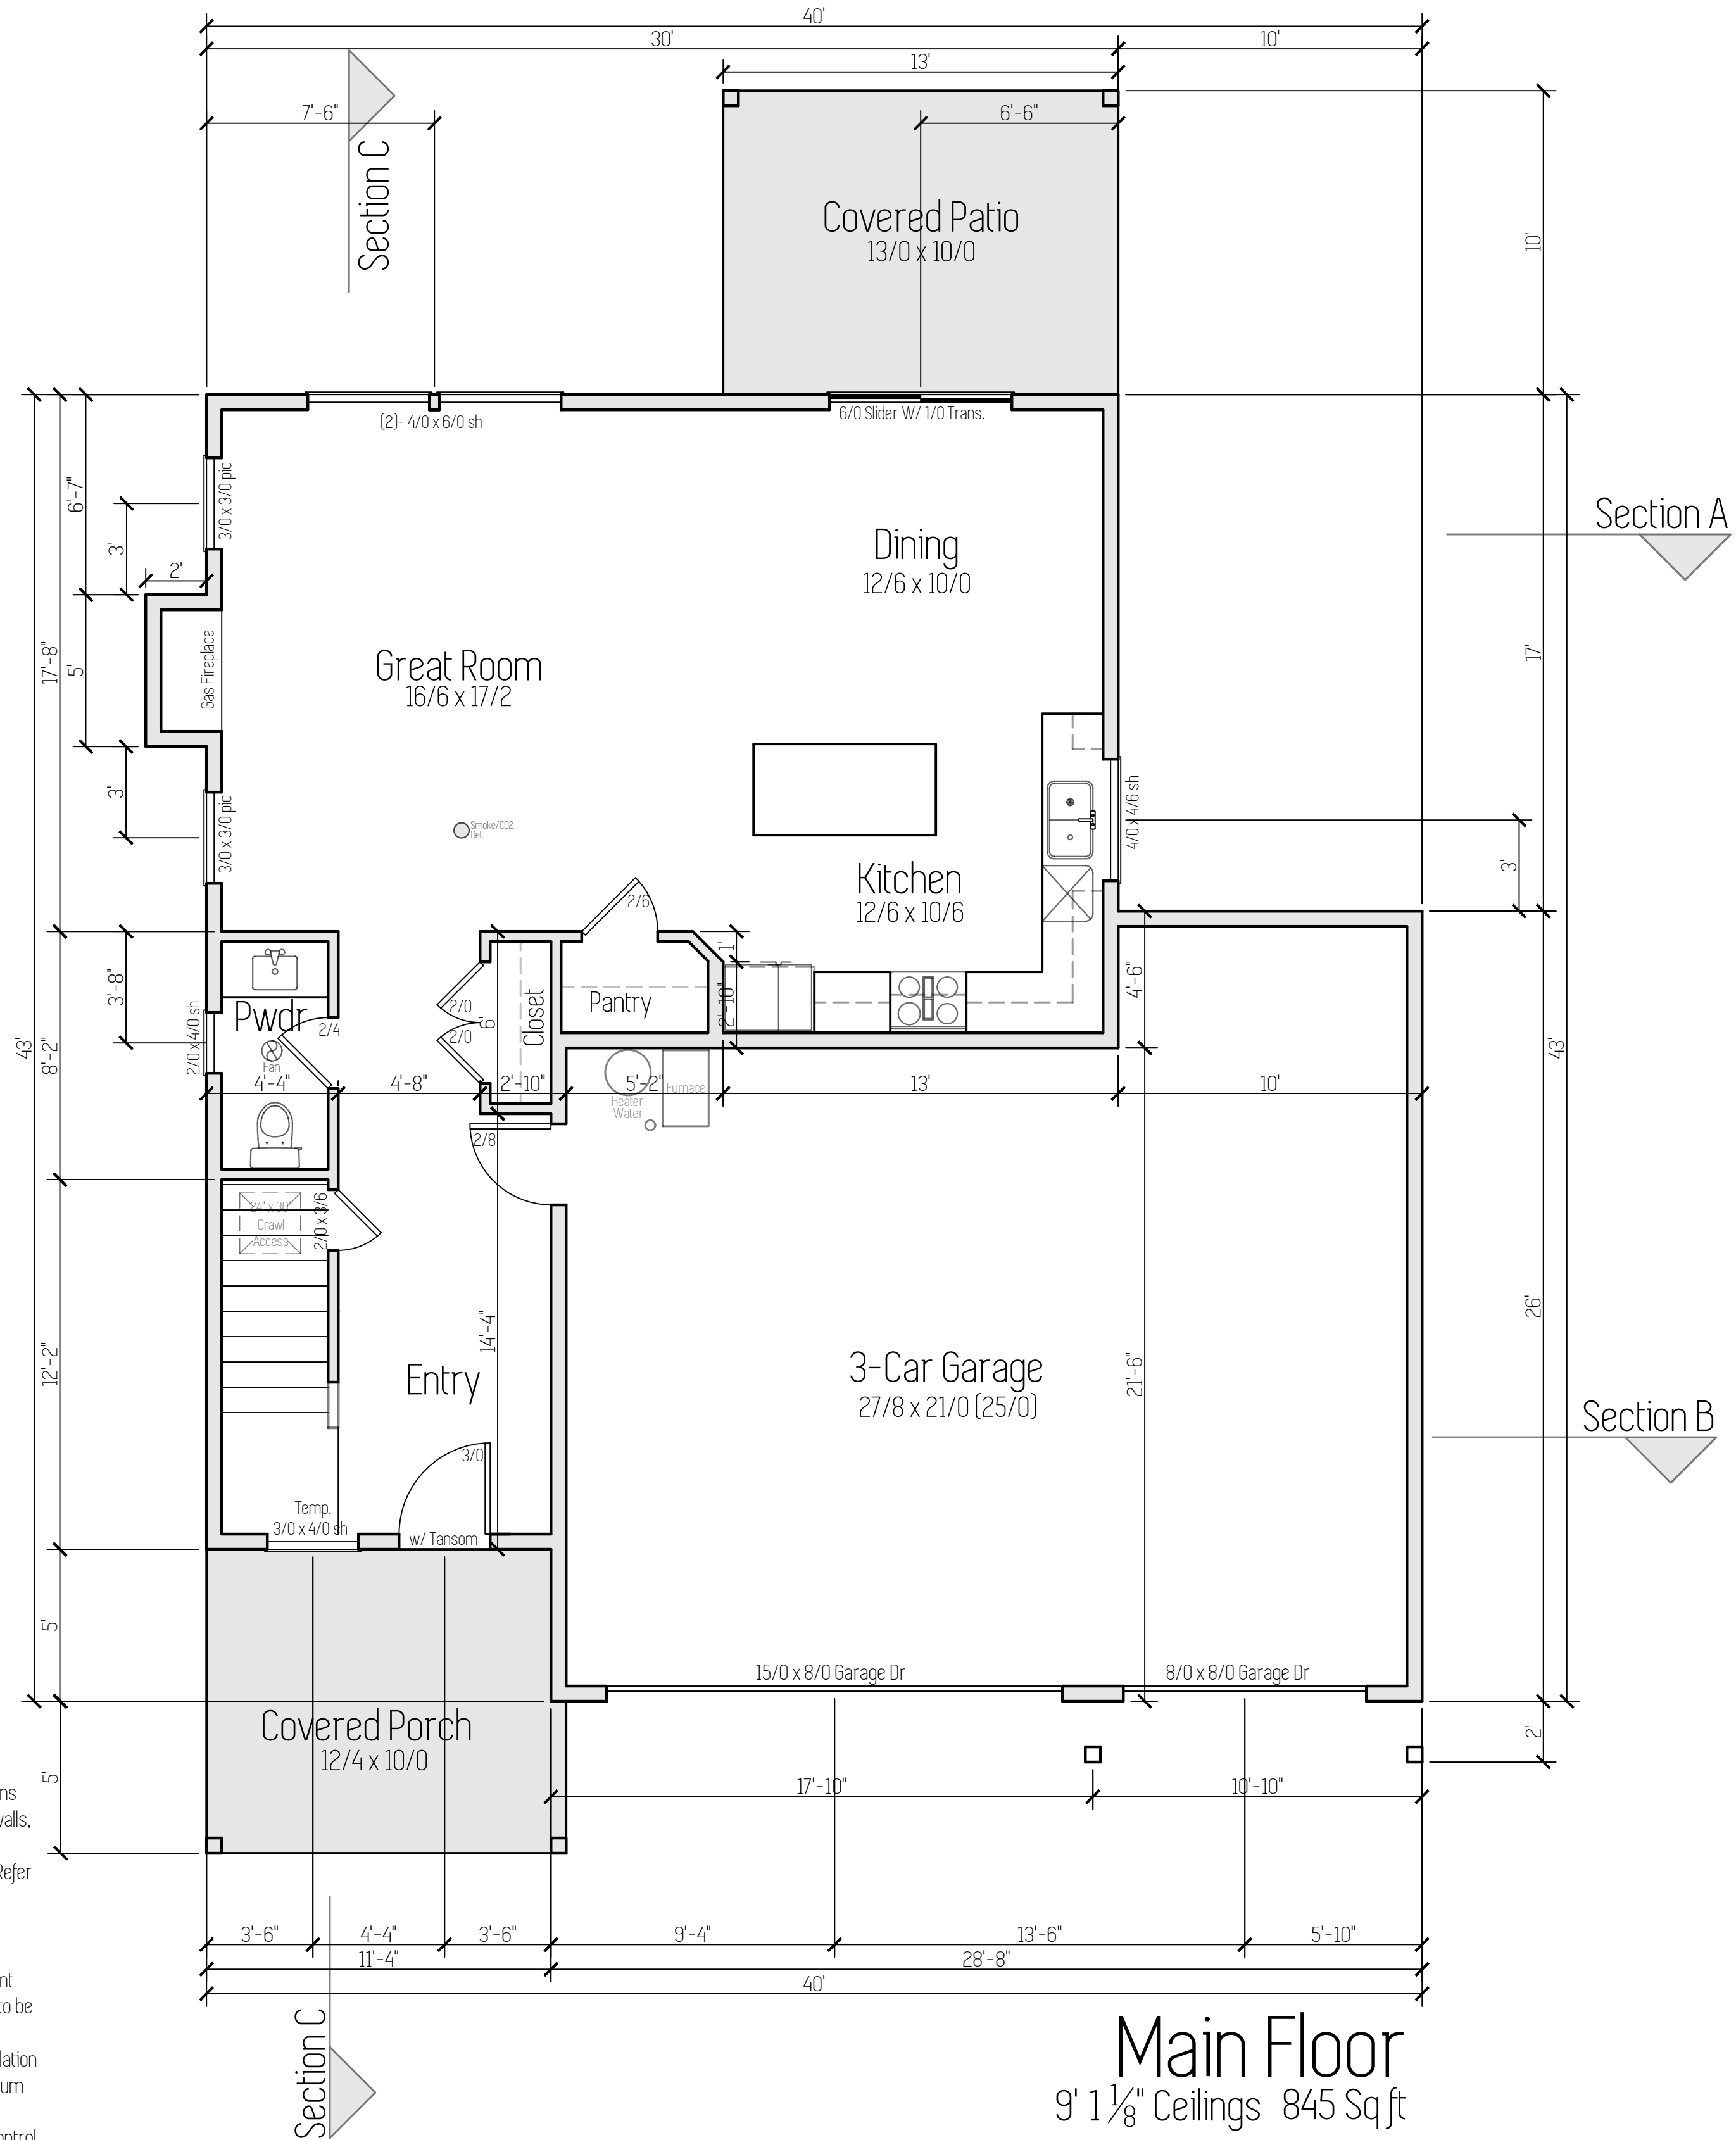 40'
30'
10'
13'
7'-6"
6'-6"
Section C
Covered Patio
13/0 x 10/0
10'
(2)- 4/0 x 6/0 sh
6/0 Slider W/ 1/0 Trans.
6'-7"
3/0 x 3/0 pic
3'
2'
Section A
Dining
12/6 x 10/0
17'-8"
5'
Gas Fireplace
Great Room
16/6 x 17/2
17'
3'
3/0 x 3/0 pic
Smoke/CO2
Det.
4/0 x 4/6 sh
3'
Kitchen
12/6 x 10/6
2/6
1'
3'-8"
2'-10"
4'-6"
Pwdr
2/4
2/0
2/0
6'
Closet
Pantry
2/0 x 4/0 sh
Fan
43'
8'-2"
43'
4'-4"
4'-8"
2'-10"
5'-2"
13'
10'
Furnace
Heater
Water
2/8
24" x 30"
Crawl
Access
2/0 x 3/6
26'
14'-4"
12'-2"
Entry
3-Car Garage
27/8 x 21/0 (25/0)
21'-6"
Section B
3/0
Temp.
3/0 x 4/0 sh
w/ Tansom
5'
15/0 x 8/0 Garage Dr
8/0 x 8/0 Garage Dr
Covered Porch
12/4 x 10/0
2'
5'
17'-10"
10'-10"
ns
valls,
Refer
3'-6"
4'-4"
3'-6"
9'-4"
13'-6"
5'-10"
11'-4"
28'-8"
40'
nt
to be
lation
um
ontrol
Section C
Main Floor
9' 1 1/8" Ceilings 845 Sq ft